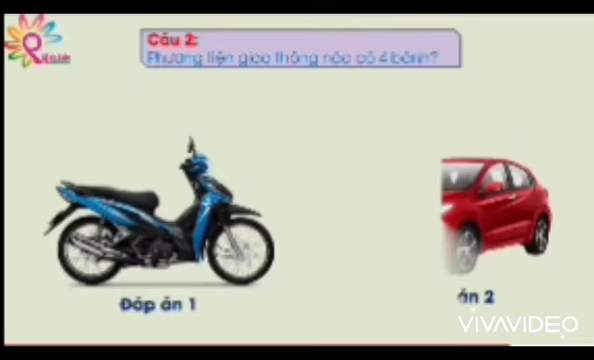 Câu 2:
Phương tiện giao thông nào có 4 bánh?
Đáp án 1
án 2
VIVAVIDEO